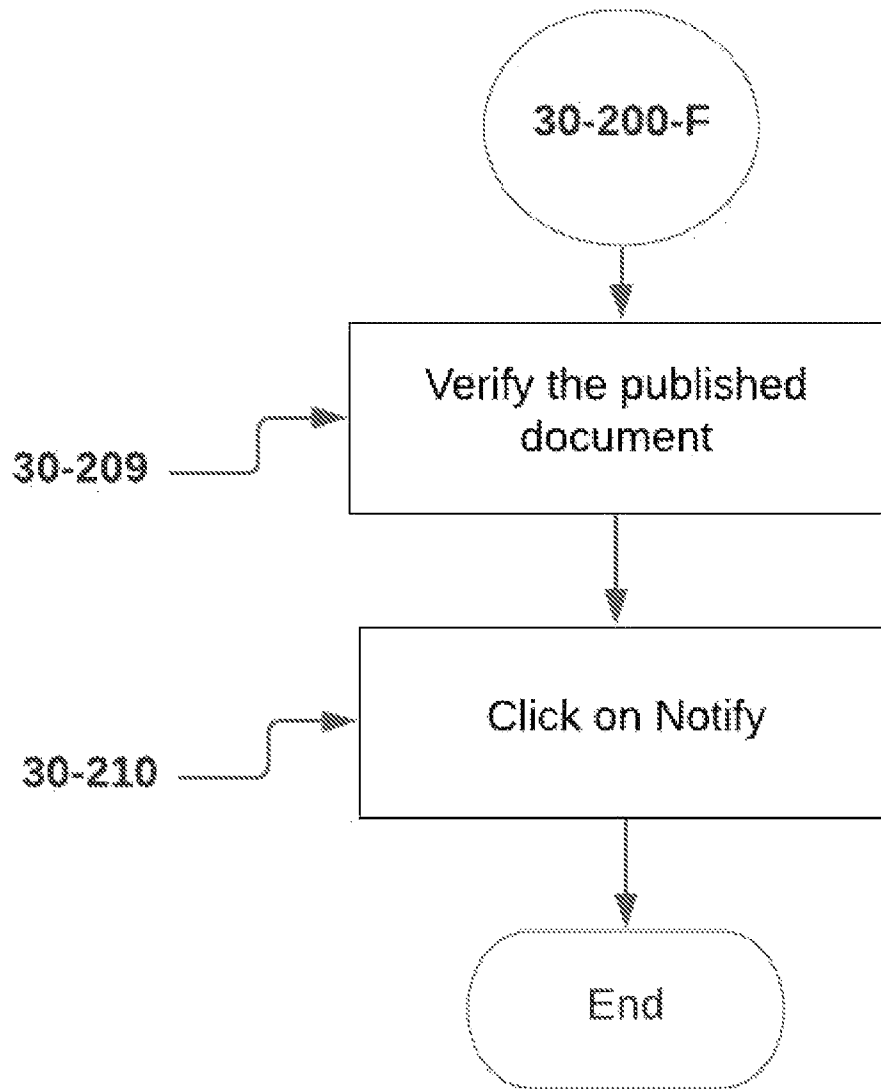 30-200-F
Verify the published
document
30-209
Click on Notify
30-210
End